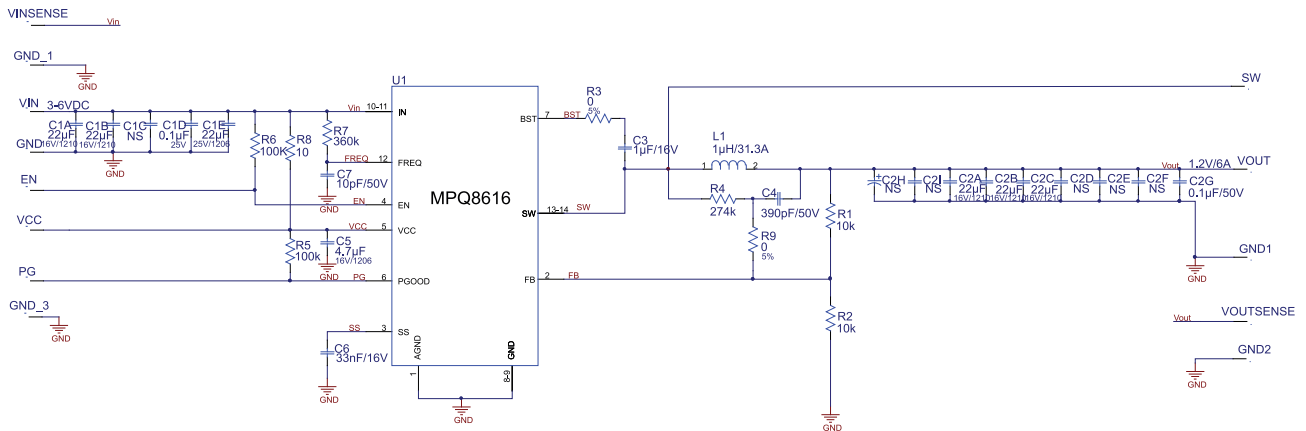 VINSENSE
Vin
GND_1
GND
VIN
3-6VDC
C1A
22µF
16V/1210
C1B
22µF
16V/1210
C1C
NS
C1D
0.1µF
25V
C1E
22µF
25V/1206
GND
GND
EN
VCC
PG
GND_3
GND
R6
100K
R8
10
R7
360k
C7
10pF/50V
GND
R5
100k
C5
4.7µF
16V/1206
GND
C6
33nF/16V
GND
U1
MPQ8616
Vin
10-11
IN
FREQ
12
FREQ
EN
4
EN
VCC
5
VCC
PG
6
PGOOD
SS
3
SS
AGND
1
GND
8-9
GND
BST
7
BST
SW
13-14
SW
FB
2
FB
R3
0
5%
C3
1µF/16V
L1
1µH/31.3A
1
2
R4
274k
C4
390pF/50V
R9
0
5%
R1
10k
R2
10k
GND
SW
Vout
1.2V/6A
VOUT
+
C2H
NS
C2I
NS
C2A
22µF
16V/1210
C2B
22µF
16V/1210
C2C
22µF
16V/1210
C2D
NS
C2E
NS
C2F
NS
C2G
0.1µF/50V
GND1
GND
VOUTSENSE
Vout
GND2
GND